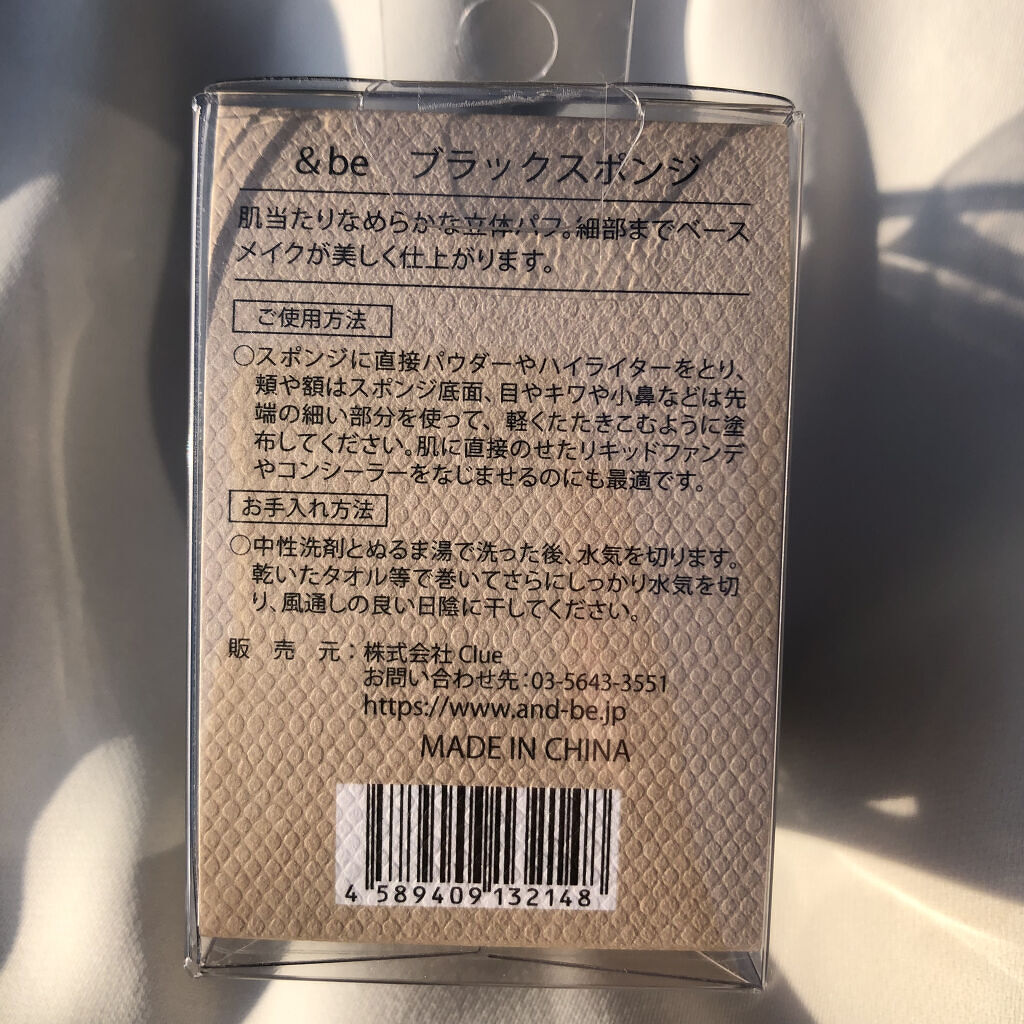 &be ブラックスポンジ
肌当たりなめらかな立体パフ。細部までベース
メイクが美しく仕上がります。
ご使用方法
○スポンジに直接パウダーやハイライターをとり、
頬や額はスポンジ底面、目やキワや小鼻などは先
端の細い部分を使って、軽くたたきこむように塗
布してください。肌に直接のせたリキッドファンデ
やコンシーラーをなじませるのにも最適です。
お手入れ方法
○中性洗剤とぬるま湯で洗った後、水気を切ります。
乾いたタオル等で巻いてさらにしっかり水気を切
り、風通しの良い日陰に干してください。
販 売 元：株式会社 Clue
お問い合わせ先：03-5643-3551
https://www.and-be.jp
MADE IN CHINA
4 589409 132148